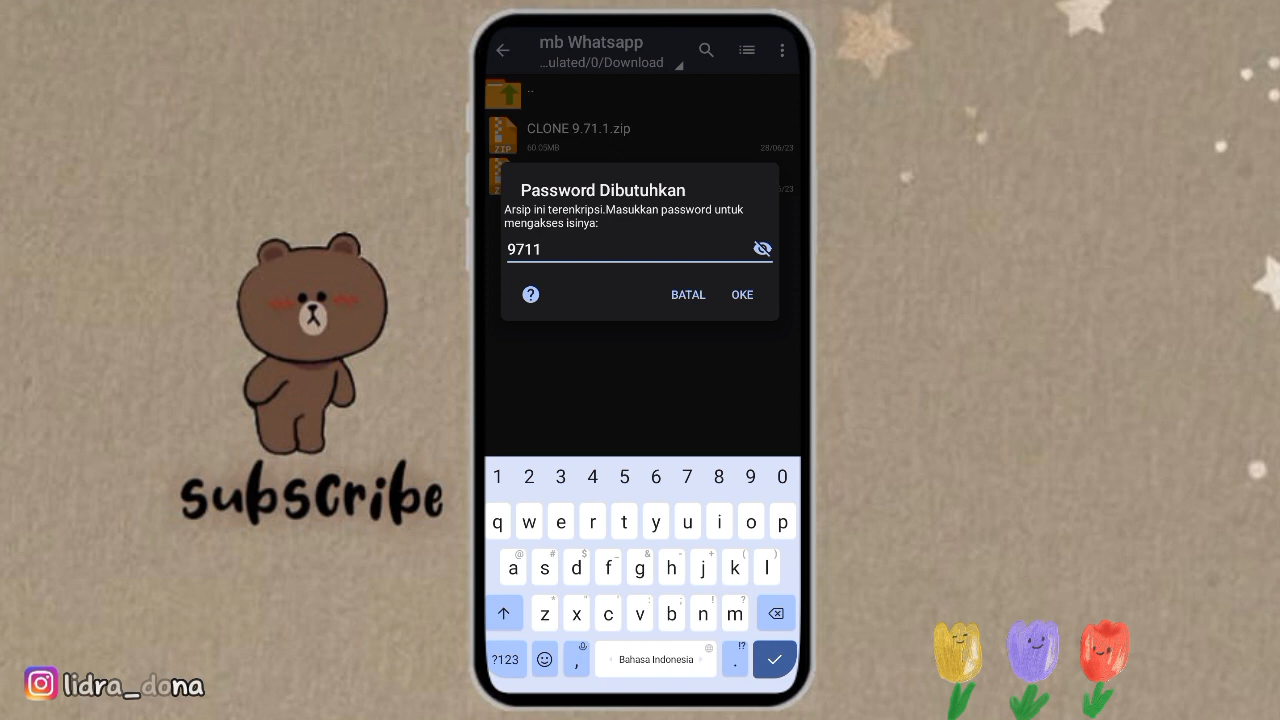 mb Whatsapp
...ulated/0/Download
..
CLONE 9.71.1.zip
60.05MB
28/06/23
ZIP
/23
Password Dibutuhkan
Arsip ini terenkripsi.Masukkan password untuk
mengakses isinya:
9711
?
BATAL
OKE
1 2 3 4 5 6 7 8 9 0
q w e r t y u i o p
@ # $ _ & - + ( )
a s d f g h j k l
* " ' : ; ! ?
z x c v b n m
?123
,
Bahasa Indonesia
!?
.
subscribe
lidra_dona